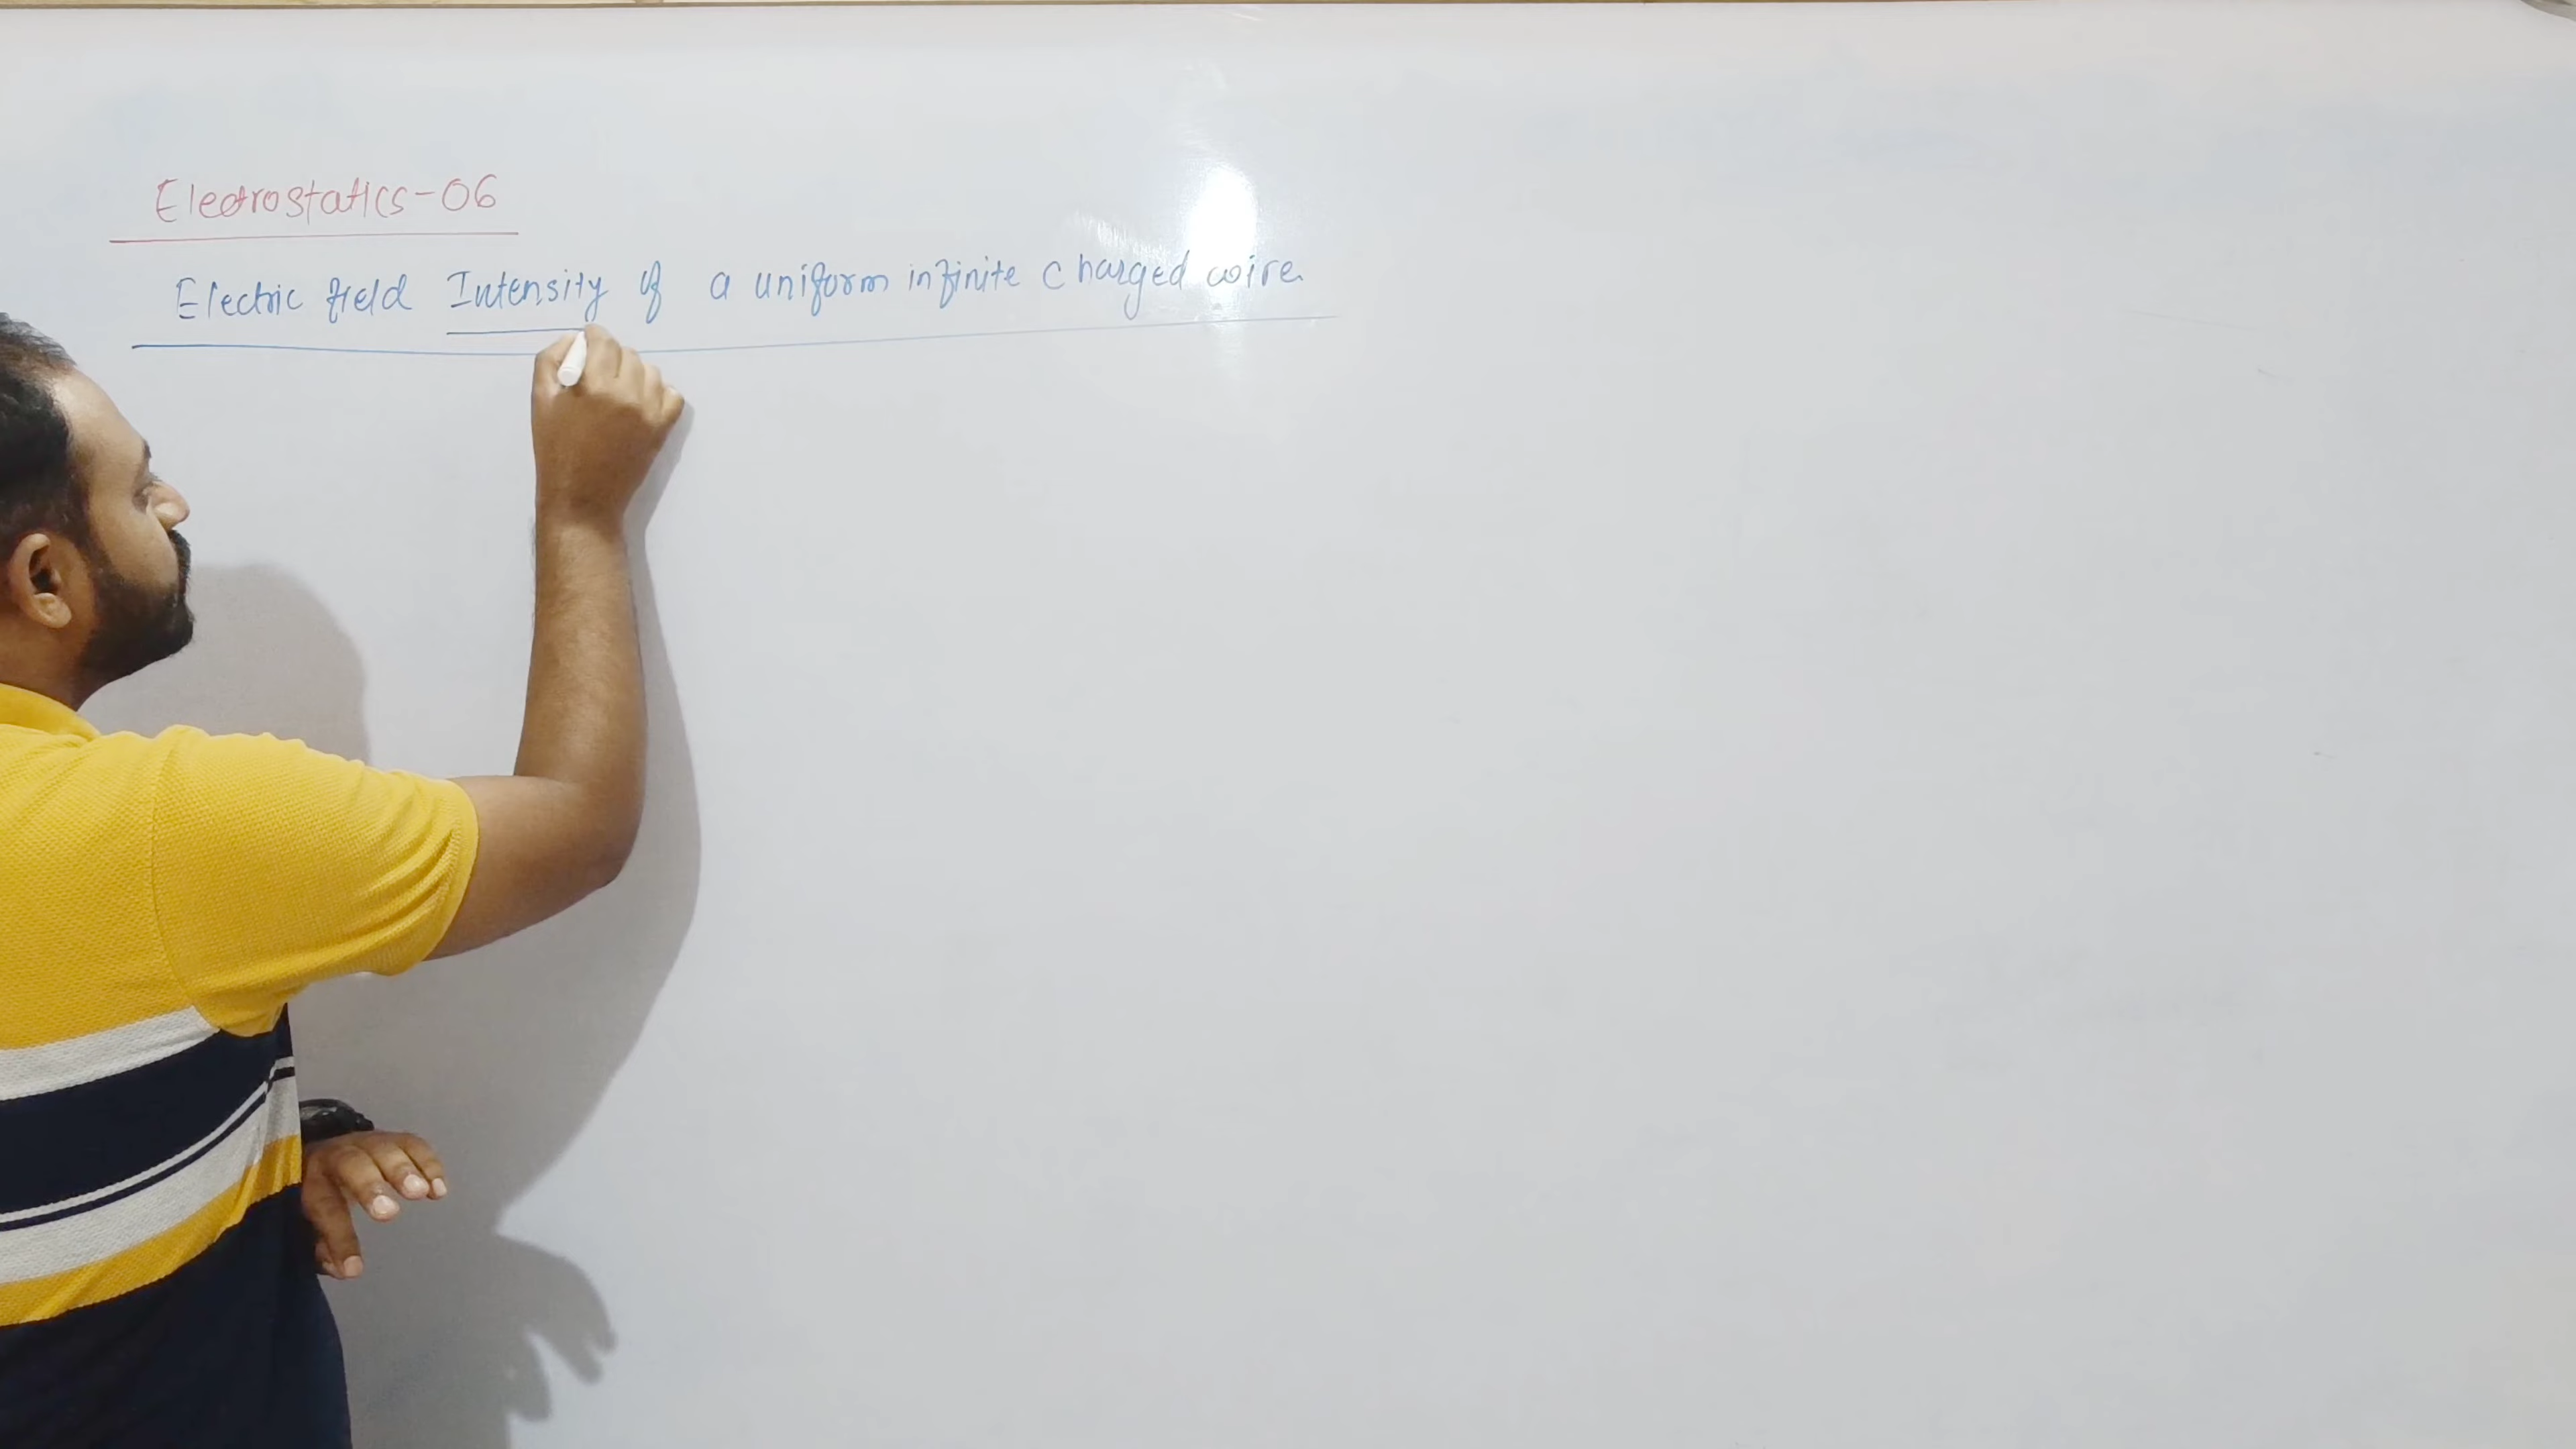 Electrostatics-06
Electric field Intensity of a uniform infinite charged wire.